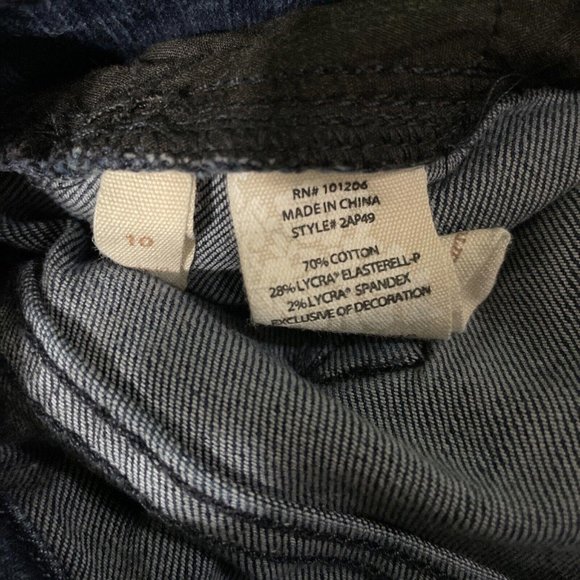 10
RN# 101206
MADE IN CHINA
STYLE# 2AP49
70% COTTON
28% LYCRA® ELASTERELL-P
2% LYCRA® SPANDEX
EXCLUSIVE OF DECORATION